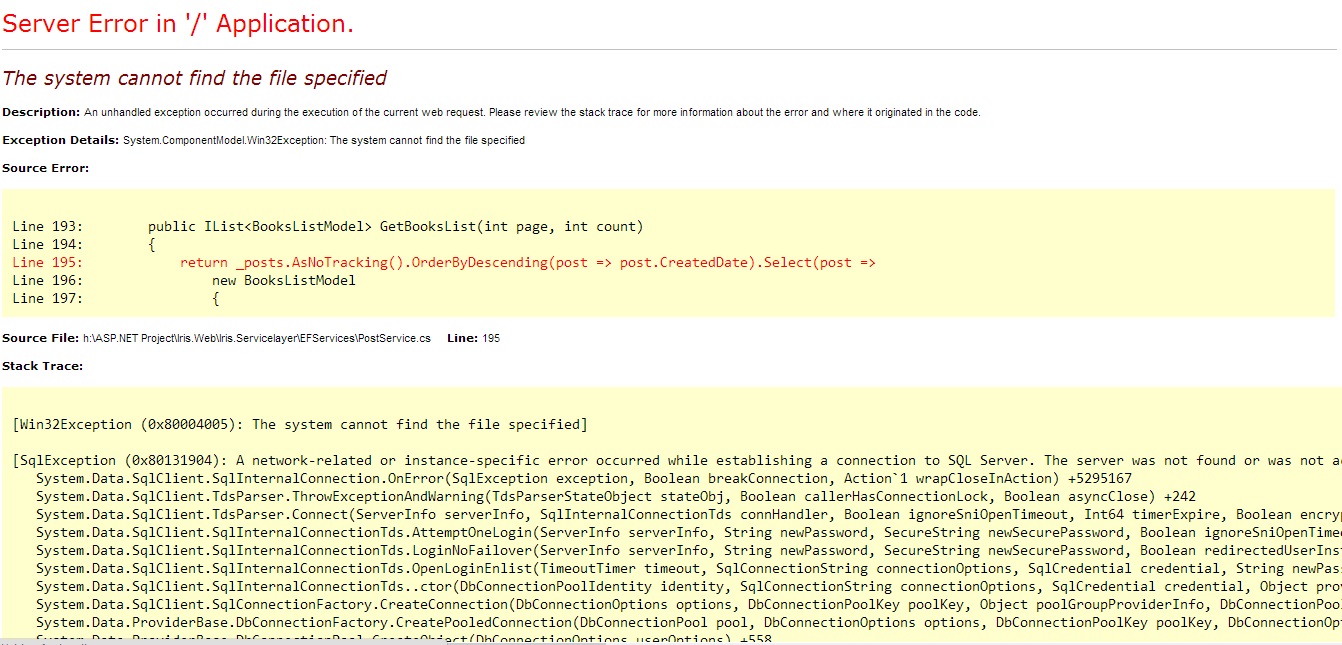 Server Error in '/' Application.
The system cannot find the file specified
Description: An unhandled exception occurred during the execution of the current web request. Please review the stack trace for more information about the error and where it originated in the code.
Exception Details: System.ComponentModel.Win32Exception: The system cannot find the file specified
Source Error:
Line 193:        public IList<BooksListModel> GetBooksList(int page, int count)
Line 194:        {
Line 195:            return _posts.AsNoTracking().OrderByDescending(post => post.CreatedDate).Select(post =>
Line 196:                new BooksListModel
Line 197:                {
Source File: h:\ASP.NET Project\Iris.Web\Iris.Servicelayer\EFServices\PostService.cs    Line: 195
Stack Trace:
[Win32Exception (0x80004005): The system cannot find the file specified]
[SqlException (0x80131904): A network-related or instance-specific error occurred while establishing a connection to SQL Server. The server was not found or was not a
System.Data.SqlClient.SqlInternalConnection.OnError(SqlException exception, Boolean breakConnection, Action`1 wrapCloseInAction) +5295167
System.Data.SqlClient.TdsParser.ThrowExceptionAndWarning(TdsParserStateObject stateObj, Boolean callerHasConnectionLock, Boolean asyncClose) +242
System.Data.SqlClient.TdsParser.Connect(ServerInfo serverInfo, SqlInternalConnectionTds connHandler, Boolean ignoreSniOpenTimeout, Int64 timerExpire, Boolean encry
System.Data.SqlClient.SqlInternalConnectionTds.AttemptOneLogin(ServerInfo serverInfo, String newPassword, SecureString newSecurePassword, Boolean ignoreSniOpenTime
System.Data.SqlClient.SqlInternalConnectionTds.LoginNoFailover(ServerInfo serverInfo, String newPassword, SecureString newSecurePassword, Boolean redirectedUserIns
System.Data.SqlClient.SqlInternalConnectionTds.OpenLoginEnlist(TimeoutTimer timeout, SqlConnectionString connectionOptions, SqlCredential credential, String newPas
System.Data.SqlClient.SqlInternalConnectionTds..ctor(DbConnectionPoolIdentity identity, SqlConnectionString connectionOptions, SqlCredential credential, Object pro
System.Data.SqlClient.SqlConnectionFactory.CreateConnection(DbConnectionOptions options, DbConnectionPoolKey poolKey, Object poolGroupProviderInfo, DbConnectionPoo
System.Data.ProviderBase.DbConnectionFactory.CreatePooledConnection(DbConnectionPool pool, DbConnectionOptions options, DbConnectionPoolKey poolKey, DbConnectionOp
System.Data.ProviderBase.DbConnectionPool.CreateObject(DbConnectionOptions userOptions) +558